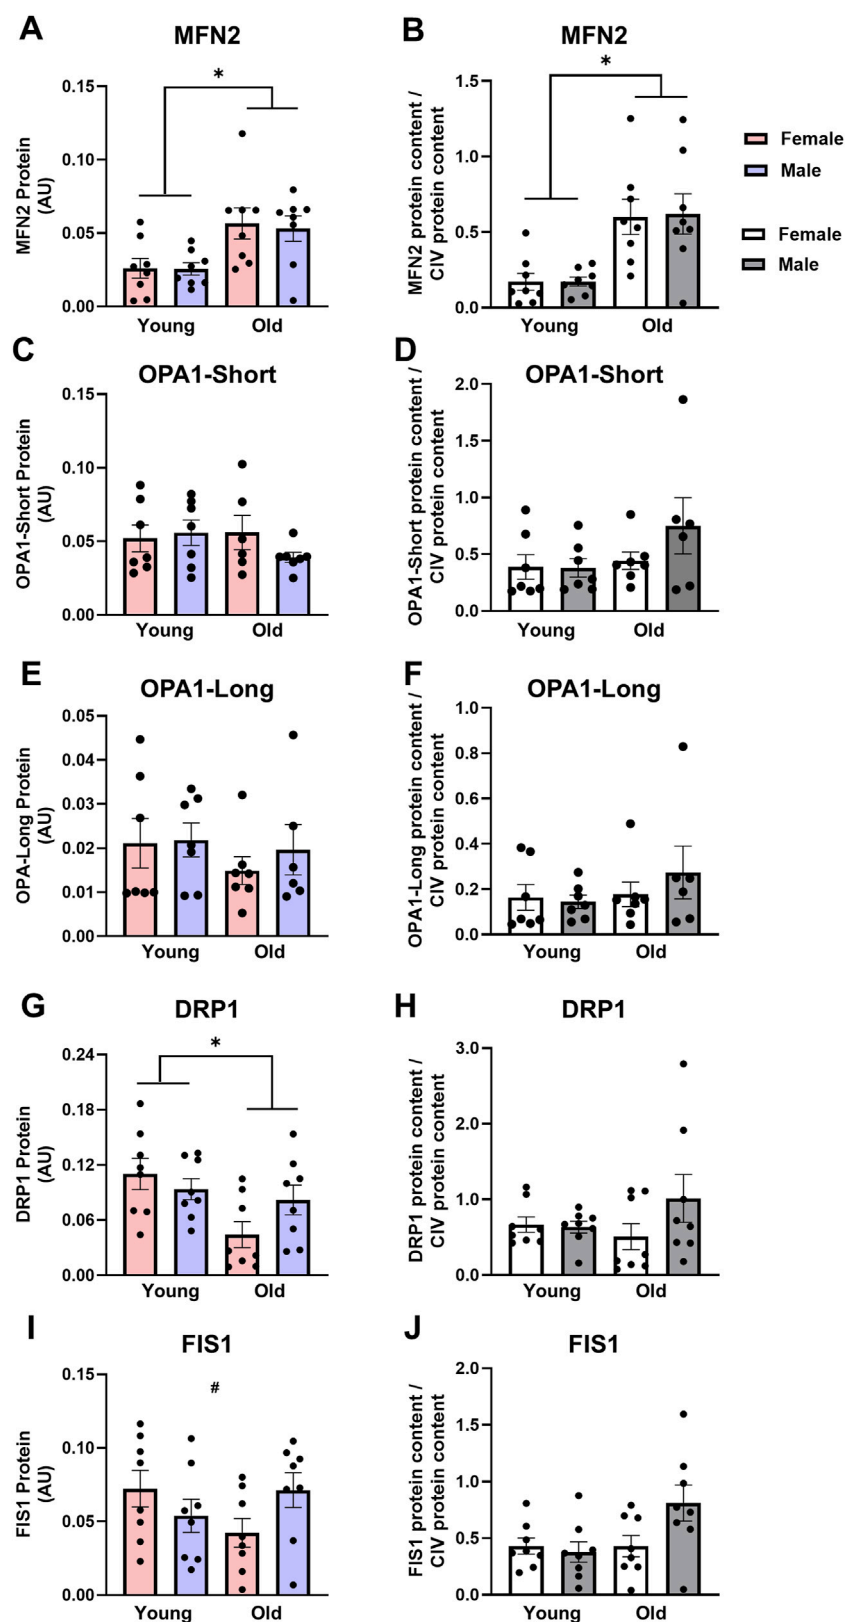 A
MFN2
MFN2 Protein
(AU)
0.15
0.10
0.05
0.00
*
Young
Old
B
MFN2
MFN2 protein content /
CIV protein content
1.5
1.0
0.5
0.0
*
Young
Old
Female
Male
Female
Male
C
OPA1-Short
OPA1-Short Protein
(AU)
0.15
0.10
0.05
0.00
Young
Old
D
OPA1-Short
OPA1-Short protein content /
CIV protein content
2.0
1.5
1.0
0.5
0.0
Young
Old
E
OPA1-Long
OPA-Long Protein
(AU)
0.05
0.04
0.03
0.02
0.01
0.00
Young
Old
F
OPA1-Long
OPA1-Long protein content /
CIV protein content
1.0
0.8
0.6
0.4
0.2
0.0
Young
Old
G
DRP1
DRP1 Protein
(AU)
0.24
0.18
0.12
0.06
0.00
*
Young
Old
H
DRP1
DRP1 protein content /
CIV protein content
3.0
2.0
1.0
0.0
Young
Old
I
FIS1
FIS1 Protein
(AU)
0.15
0.10
0.05
0.00
#
Young
Old
J
FIS1
FIS1 protein content /
CIV protein content
2.0
1.5
1.0
0.5
0.0
Young
Old